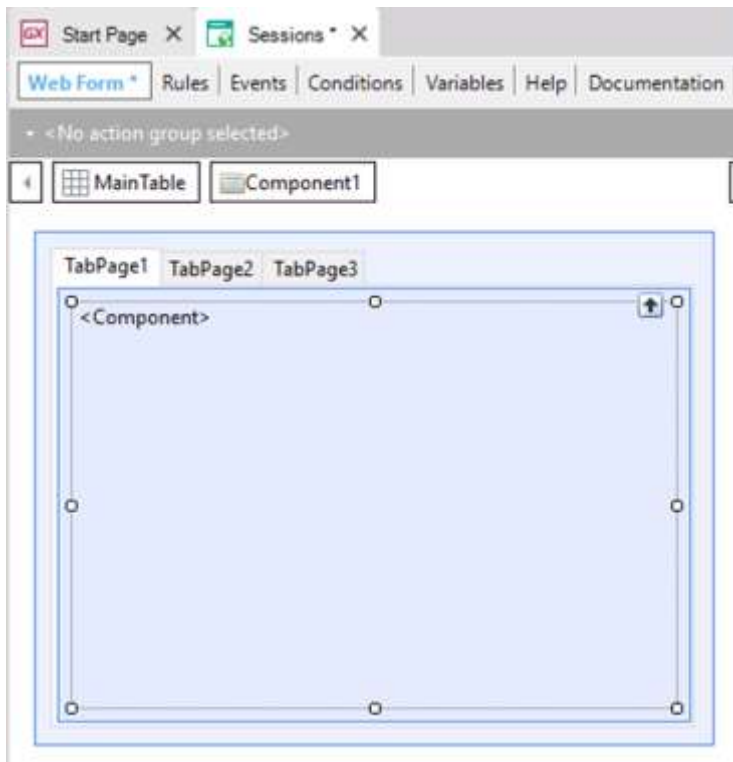 GX Start Page X Sessions * X
Web Form * Rules Events Conditions Variables Help Documentation
<No action group selected>
MainTable Component1
TabPage1 TabPage2 TabPage3
<Component>